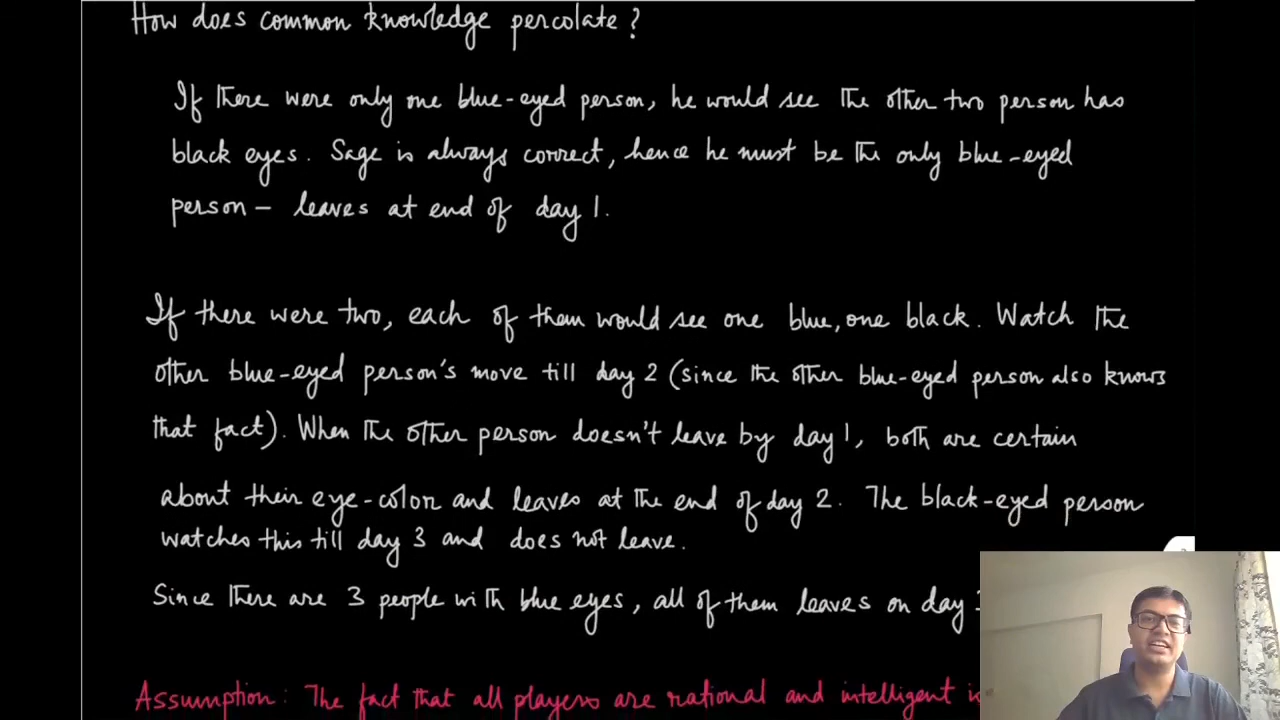 How does common knowledge percolate?
If there were only one blue-eyed person, he would see the other two person has
black eyes. Sage is always correct, hence he must be the only blue-eyed
person - leaves at end of day 1.
If there were two, each of them would see one blue, one black. Watch the
other blue-eyed person's move till day 2 (since the other blue-eyed person also knows
that fact). When the other person doesn't leave by day 1, both are certain
about their eye-color and leaves at the end of day 2. The black-eyed person
watches this till day 3 and does not leave.
Since there are 3 people with blue eyes, all of them leaves on day
Assumption: The fact that all players are rational and intelligent